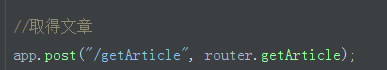 //取得文章
app.post("/getArticle", router.getArticle);